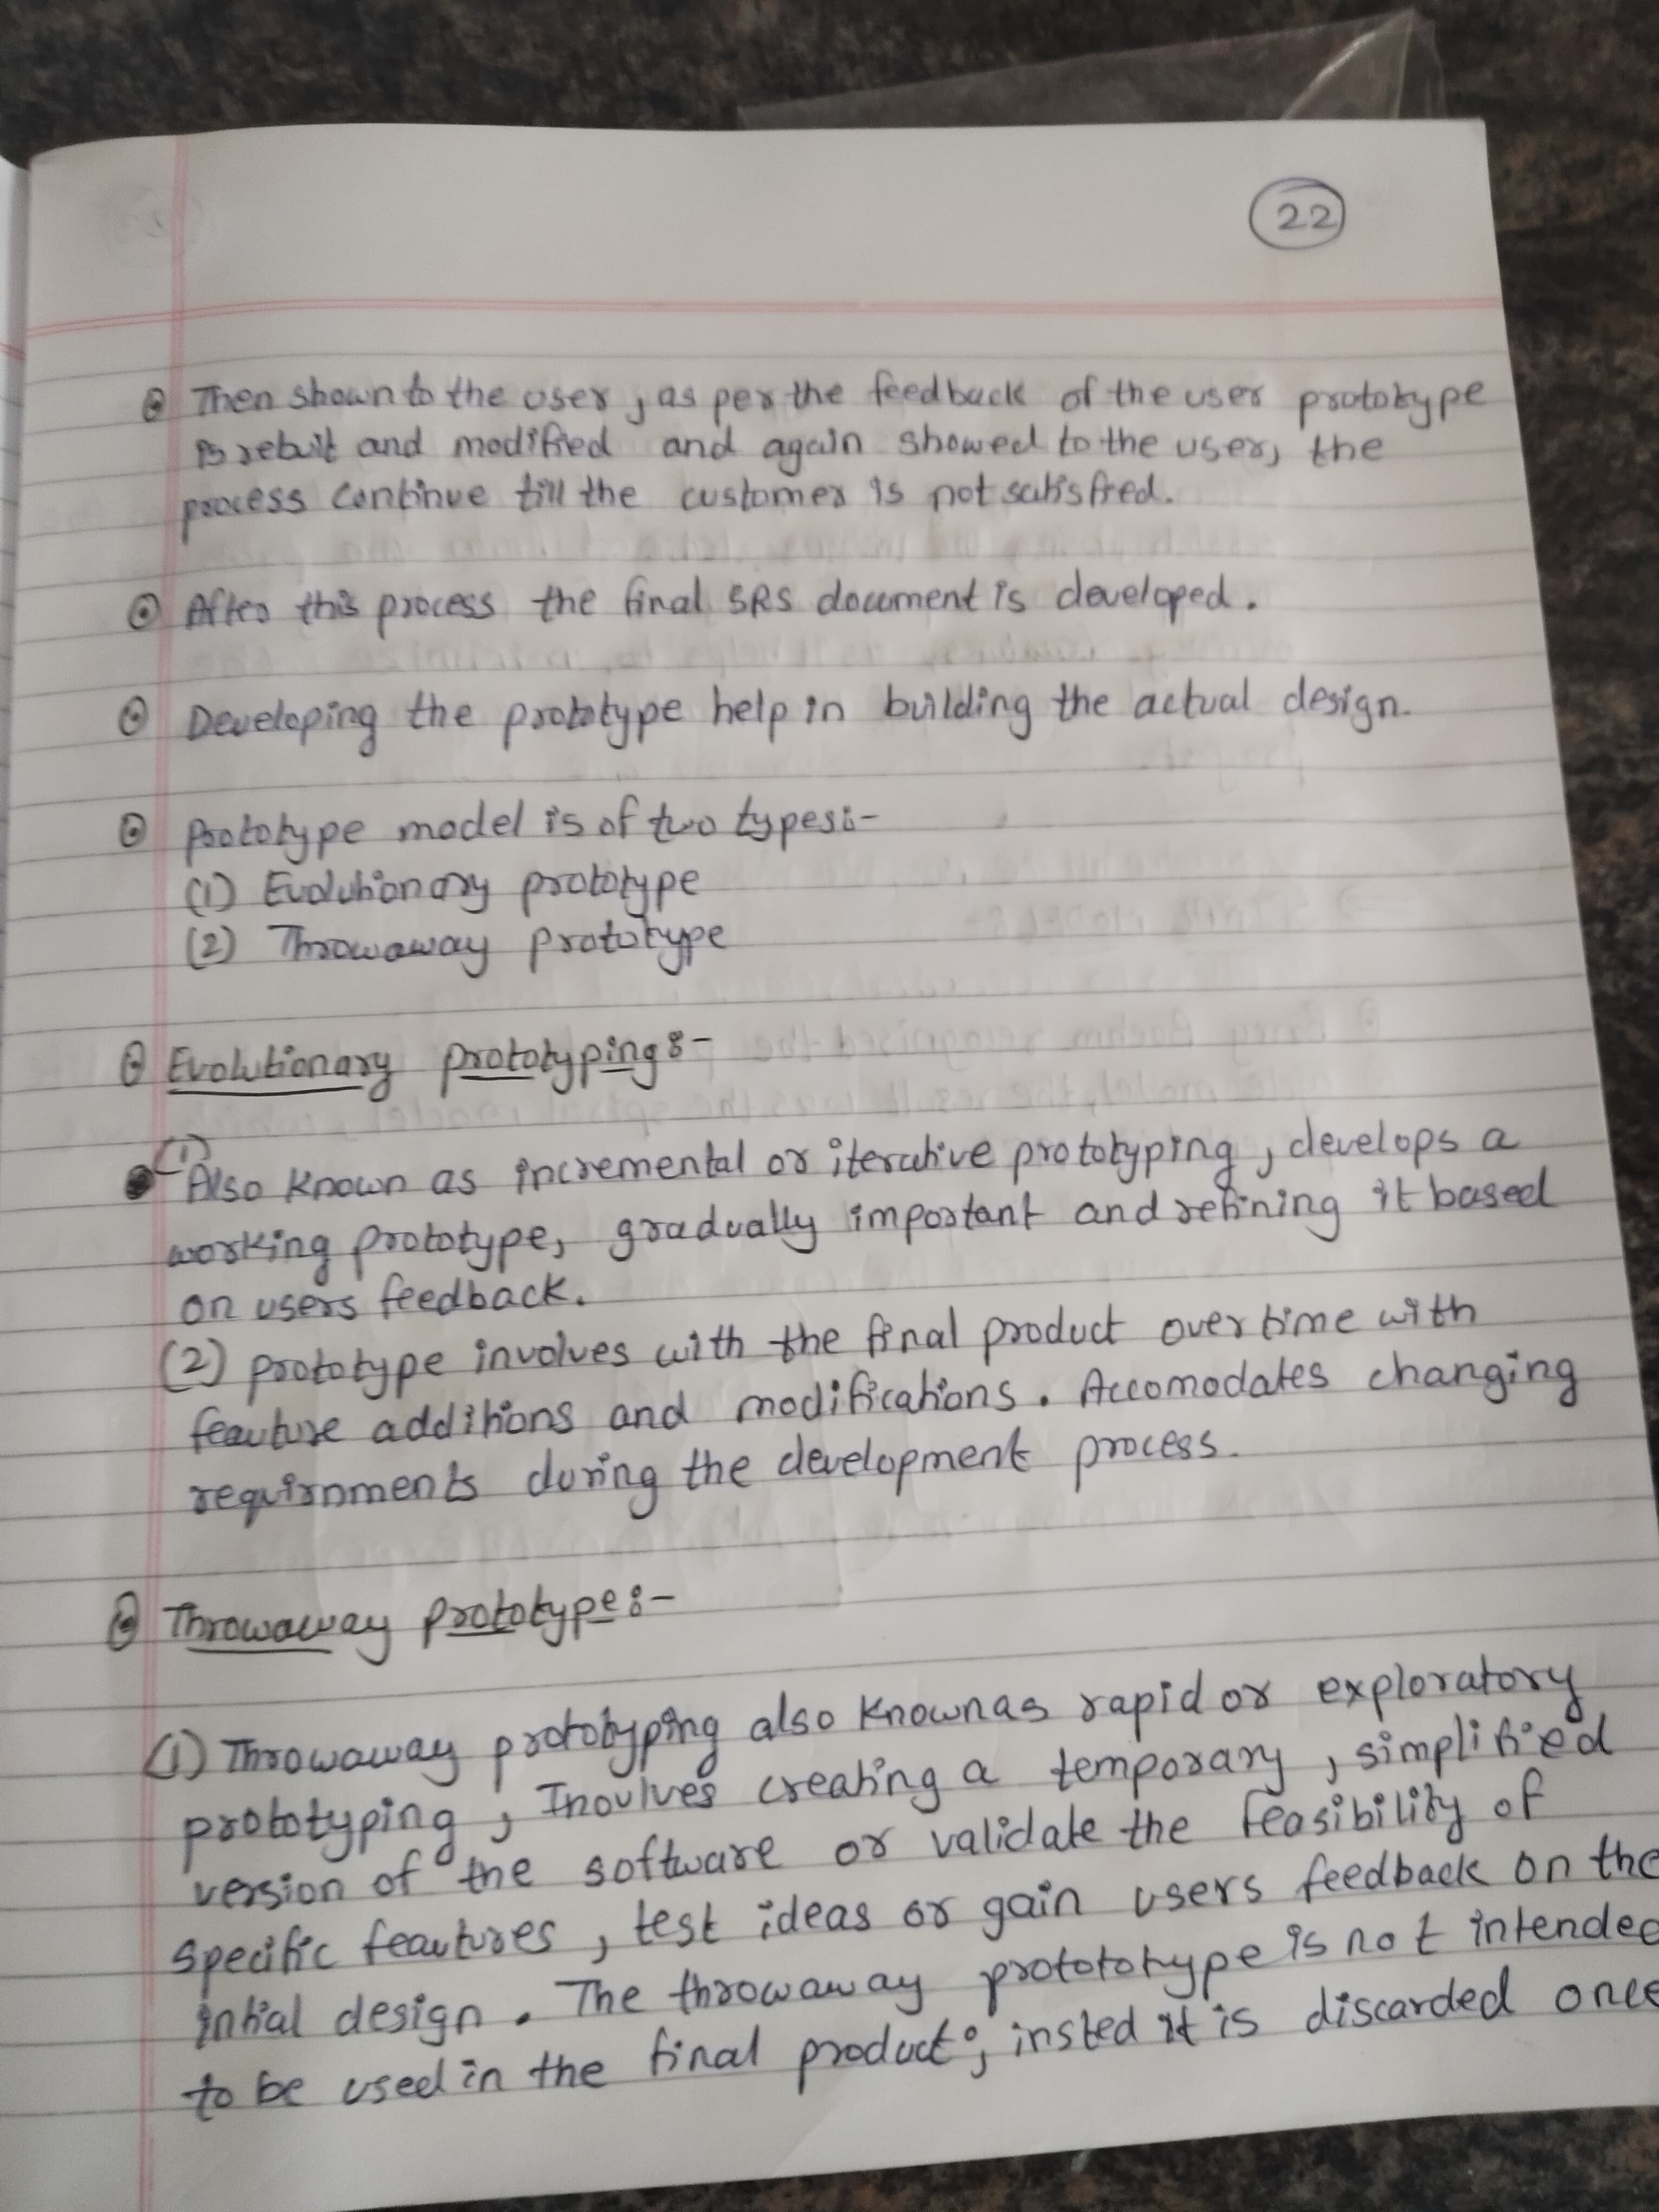 22
Then shown to the user, as per the feedback of the user prototype
is rebuit and modified and again showed to the user, the
process continue till the customer is not satisfied.
After this process the final SRS document is developed.
Developing the prototype help in building the actual design.
Prototype model is of two types:-
(1) Evolutionary prototype
(2) Throwaway prototype
Evolutionary prototyping:-
(1) Also known as incremental or iterative prototyping, develops a
working prototype, gradually important and refining it based
on users feedback.
(2) prototype involves with the final product over time with
feature additions and modifications. Accomodates changing
requirnments during the development process.
Throwaway prototype:-
(1) Throwaway prototyping also known as rapid or exploratory
prototyping, Inovlves creating a temporary, simplified
version of the software or validate the feasibility of
specific features, test ideas or gain users feedback on the
intial design. The throwaway protototype is not intended
to be used in the final product; insted it is discarded once